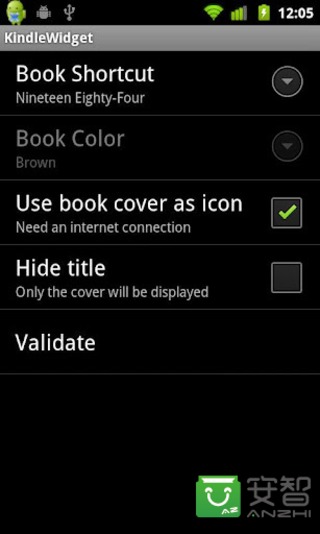 12:05
KindleWidget
Book Shortcut
Nineteen Eighty-Four
Book Color
Brown
Use book cover as icon
Need an internet connection
Hide title
Only the cover will be displayed
Validate
AZ
安智
ANZHI